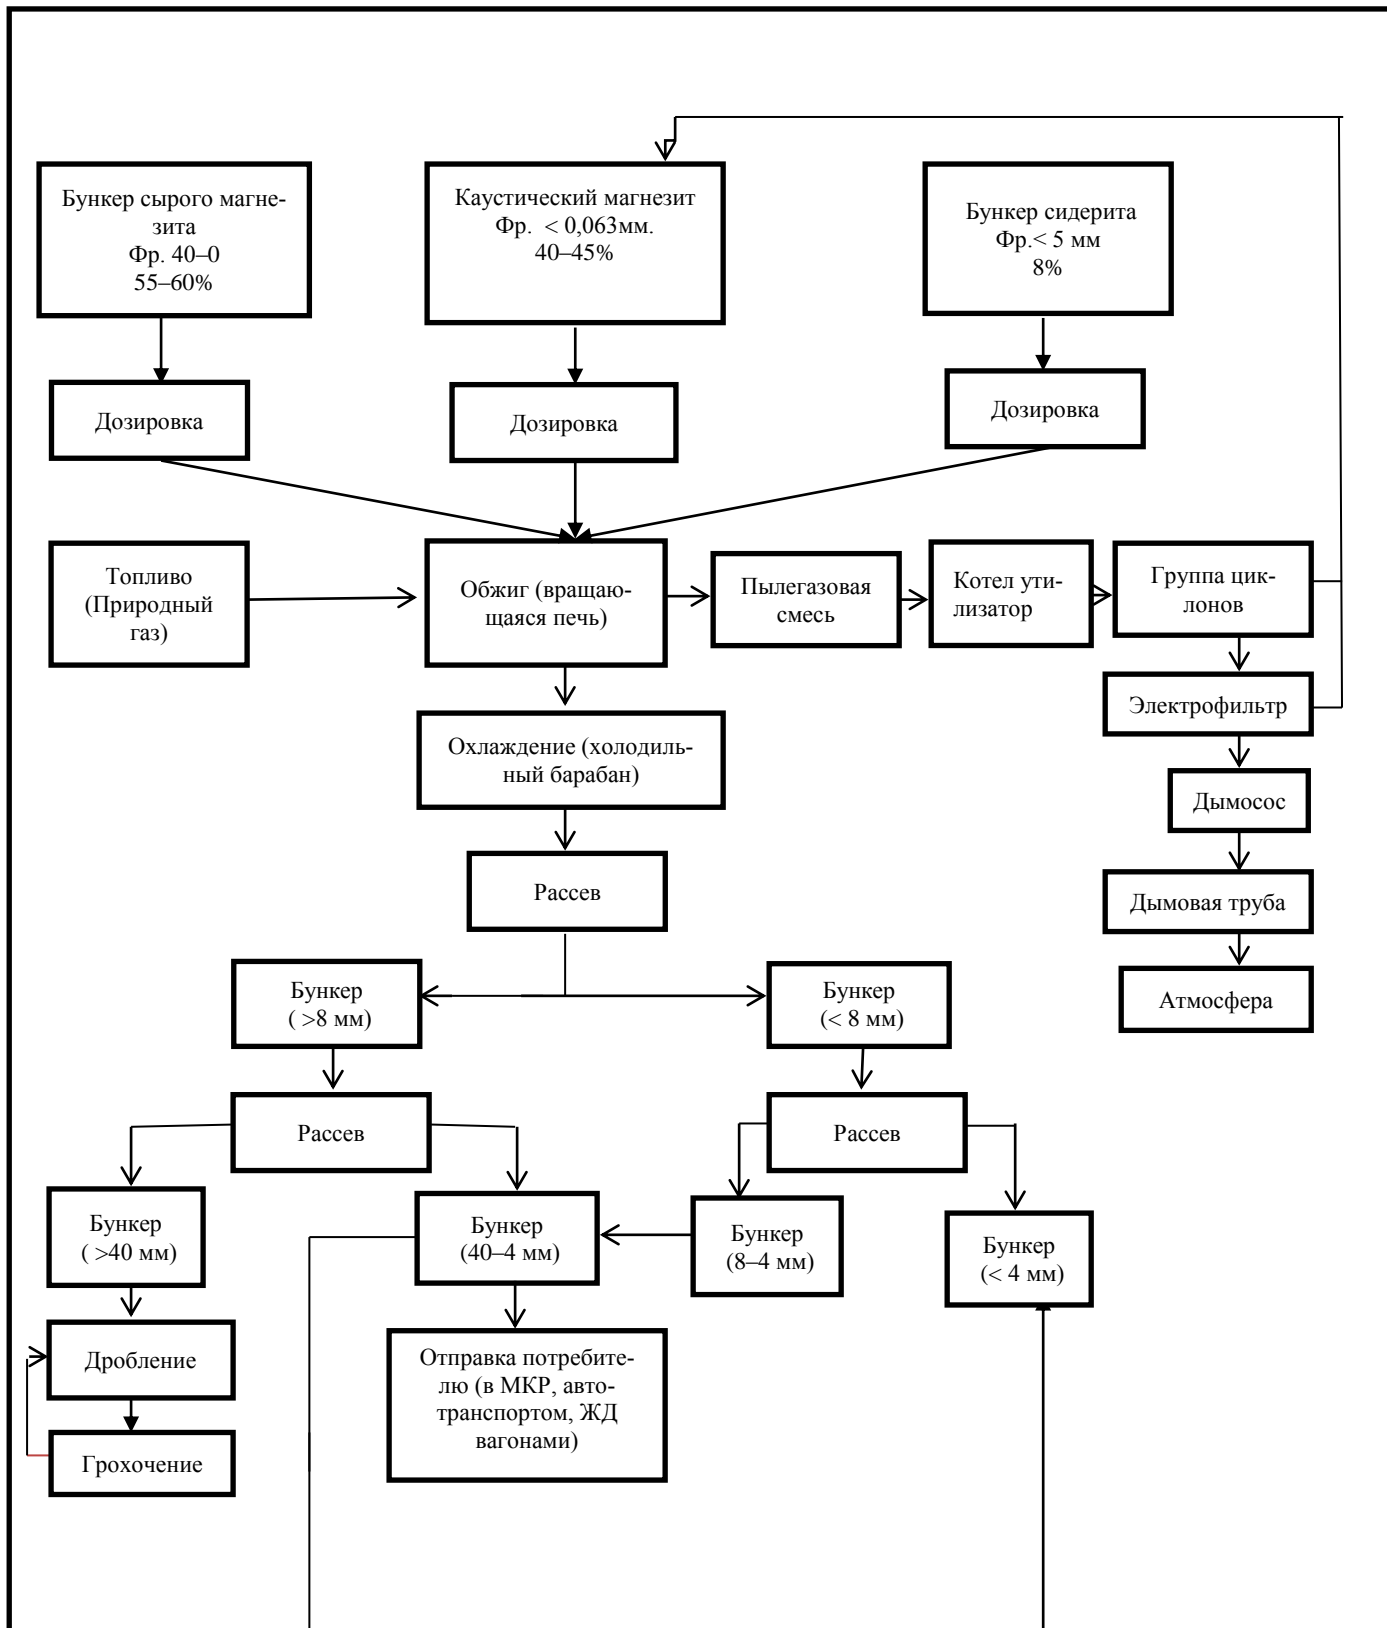 Бункер сырого магне-
зита
Фр. 40–0
55–60%
Каустический магнезит
Фр. < 0,063мм.
40–45%
Бункер сидерита
Фр.< 5 мм
8%
Дозировка
Дозировка
Дозировка
Топливо
(Природный
газ)
Обжиг (вращаю-
щаяся печь)
Пылегазовая
смесь
Котел ути-
лизатор
Группа цик-
лонов
Электрофильтр
Охлаждение (холодиль-
ный барабан)
Дымосос
Рассев
Дымовая труба
Бункер
( >8 мм)
Бункер
(< 8 мм)
Атмосфера
Рассев
Рассев
Бункер
( >40 мм)
Бункер
(40–4 мм)
Бункер
(8–4 мм)
Бункер
(< 4 мм)
Дробление
Отправка потребите-
лю (в МКР, авто-
транспортом, ЖД
вагонами)
Грохочение